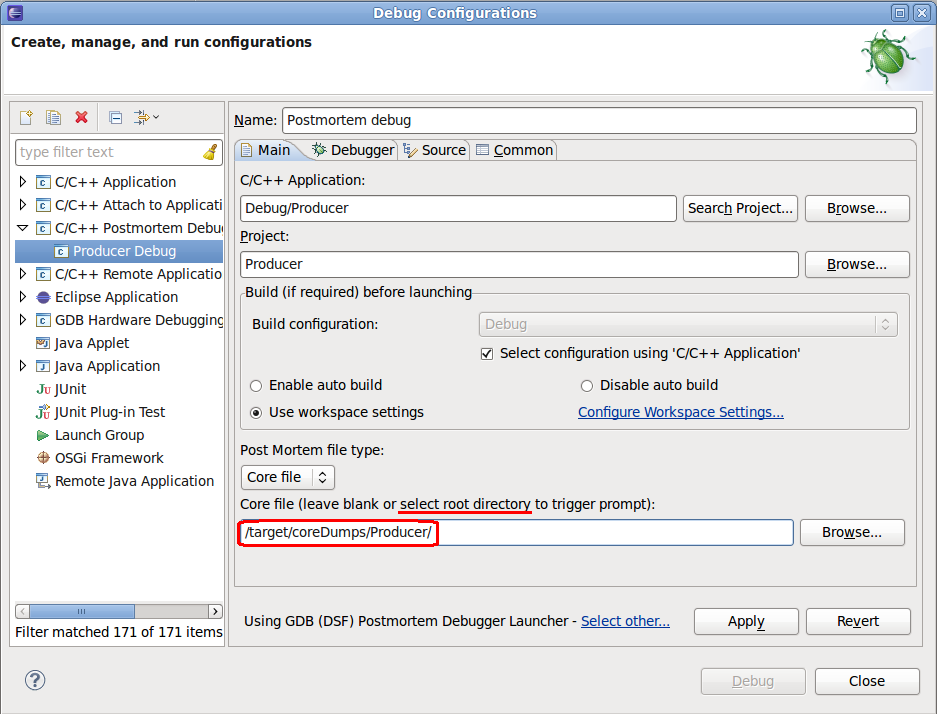 Debug Configurations
Create, manage, and run configurations
type filter text
C/C++ Application
C/C++ Attach to Applicati
C/C++ Postmortem Debu
Producer Debug
C/C++ Remote Applicatio
Eclipse Application
GDB Hardware Debugging
Java Applet
Java Application
JUnit
JUnit Plug-in Test
Launch Group
OSGi Framework
Remote Java Application
Filter matched 171 of 171 items
Name: Postmortem debug
Main Debugger Source Common
C/C++ Application:
Debug/Producer Search Project... Browse...
Project:
Producer Browse...
Build (if required) before launching
Build configuration: Debug
Select configuration using 'C/C++ Application'
Enable auto build Disable auto build
Use workspace settings Configure Workspace Settings...
Post Mortem file type:
Core file
Core file (leave blank or select root directory to trigger prompt):
/target/coreDumps/Producer/ Browse...
Using GDB (DSF) Postmortem Debugger Launcher - Select other... Apply Revert
Debug Close